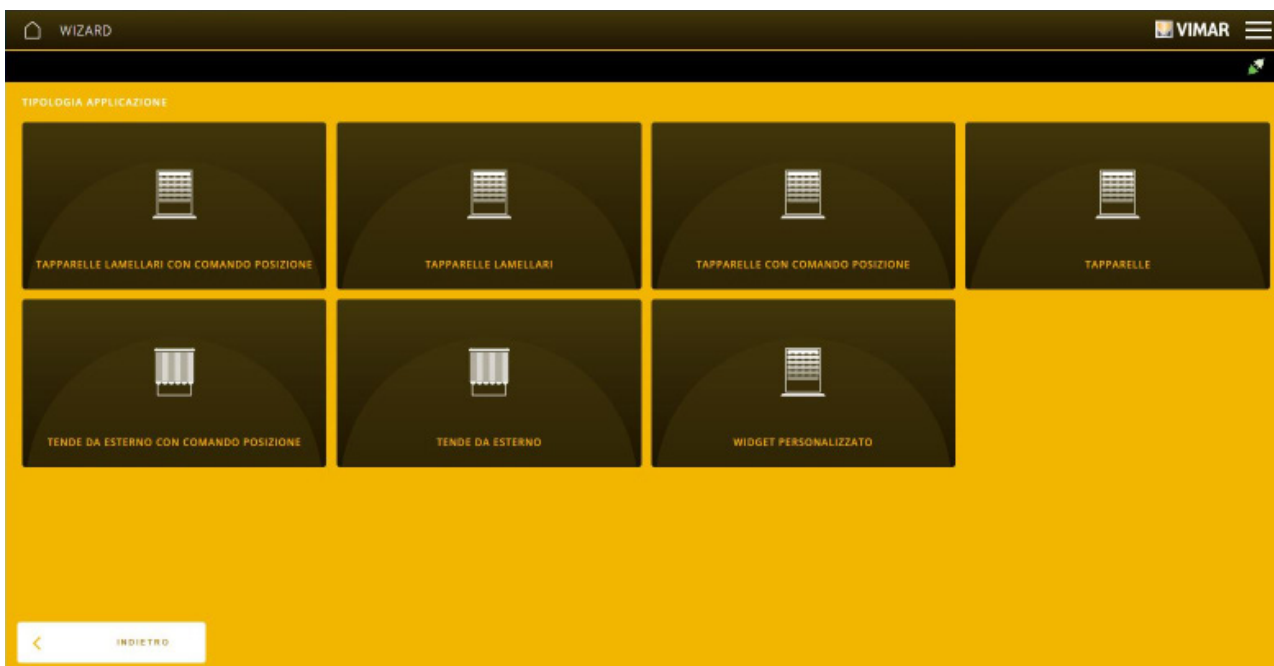 WIZARD
VIMAR
TIPOLOGIA APPLICAZIONE
TAPPARELLE LAMELLARI CON COMANDO POSIZIONE
TAPPARELLE LAMELLARI
TAPPARELLE CON COMANDO POSIZIONE
TAPPARELLE
TENDE DA ESTERNO CON COMANDO POSIZIONE
TENDE DA ESTERNO
WIDGET PERSONALIZZATO
INDIETRO